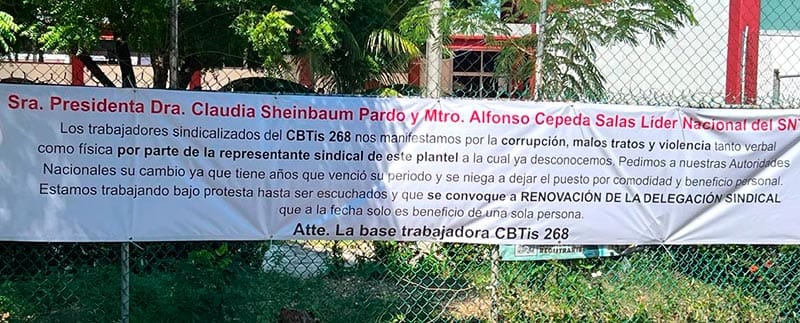 Sra. Presidenta Dra. Claudia Sheinbaum Pardo y Mtro. Alfonso Cepeda Salas Líder Nacional del SNT
Los trabajadores sindicalizados del CBTis 268 nos manifestamos por la corrupción, malos tratos y violencia tanto verbal
como física por parte de la representante sindical de este plantel a la cual ya desconocemos. Pedimos a nuestras Autoridades
Nacionales su cambio ya que tiene años que venció su periodo y se niega a dejar el puesto por comodidad y beneficio personal.
Estamos trabajando bajo protesta hasta ser escuchados y que se convoque a RENOVACIÓN DE LA DELEGACIÓN SINDICAL
que a la fecha solo es beneficio de una sola persona.
Atte. La base trabajadora CBTis 268